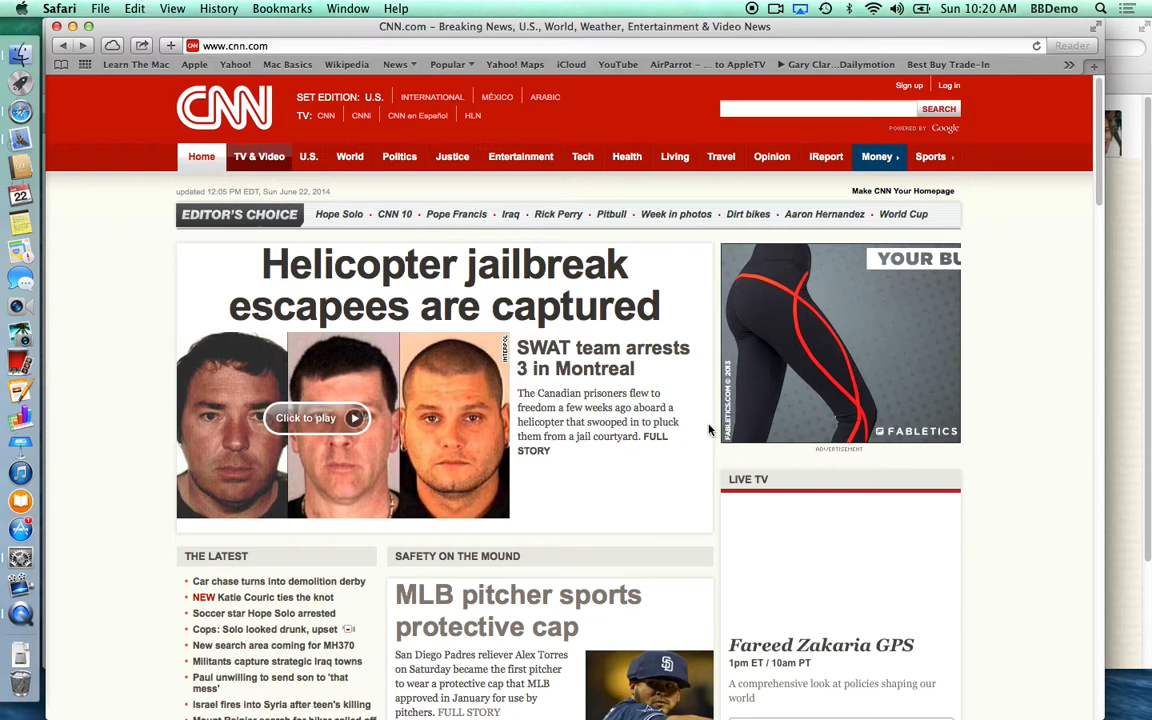 Safari File Edit View History Bookmarks Window Help Sun 10:20 AM BBDemo
CNN.com – Breaking News, U.S., World, Weather, Entertainment & Video News
www.cnn.com Reader
Learn The Mac Apple Yahoo! Mac Basics Wikipedia News Popular Yahoo! Maps iCloud YouTube AirParrot – ... to AppleTV Gary Clar...Dailymotion Best Buy Trade-In
Sign up Log in
CNN SET EDITION: U.S. INTERNATIONAL MÉXICO ARABIC
TV: CNN CNNi CNN en Español HLN
SEARCH
POWERED BY Google
Home TV & Video U.S. World Politics Justice Entertainment Tech Health Living Travel Opinion iReport Money Sports
updated 12:05 PM EDT, Sun June 22, 2014 Make CNN Your Homepage
EDITOR'S CHOICE Hope Solo • CNN 10 • Pope Francis • Iraq • Rick Perry • Pitbull • Week in photos • Dirt bikes • Aaron Hernandez • World Cup
Helicopter jailbreak
escapees are captured
INTERPOL
Click to play
SWAT team arrests
3 in Montreal
The Canadian prisoners flew to
freedom a few weeks ago aboard a
helicopter that swooped in to pluck
them from a jail courtyard. FULL
STORY
YOUR BU
FABLETICS.COM © 2013
FABLETICS
ADVERTISEMENT
LIVE TV
Fareed Zakaria GPS
1pm ET / 10am PT
A comprehensive look at policies shaping our
world
THE LATEST
Car chase turns into demolition derby
NEW Katie Couric ties the knot
Soccer star Hope Solo arrested
Cops: Solo looked drunk, upset
New search area coming for MH370
Militants capture strategic Iraq towns
Paul unwilling to send son to 'that
mess'
Israel fires into Syria after teen's killing
Mount Rainier search for hiker called off
SAFETY ON THE MOUND
MLB pitcher sports
protective cap
San Diego Padres reliever Alex Torres
on Saturday became the first pitcher
to wear a protective cap that MLB
approved in January for use by
pitchers. FULL STORY
SD
22